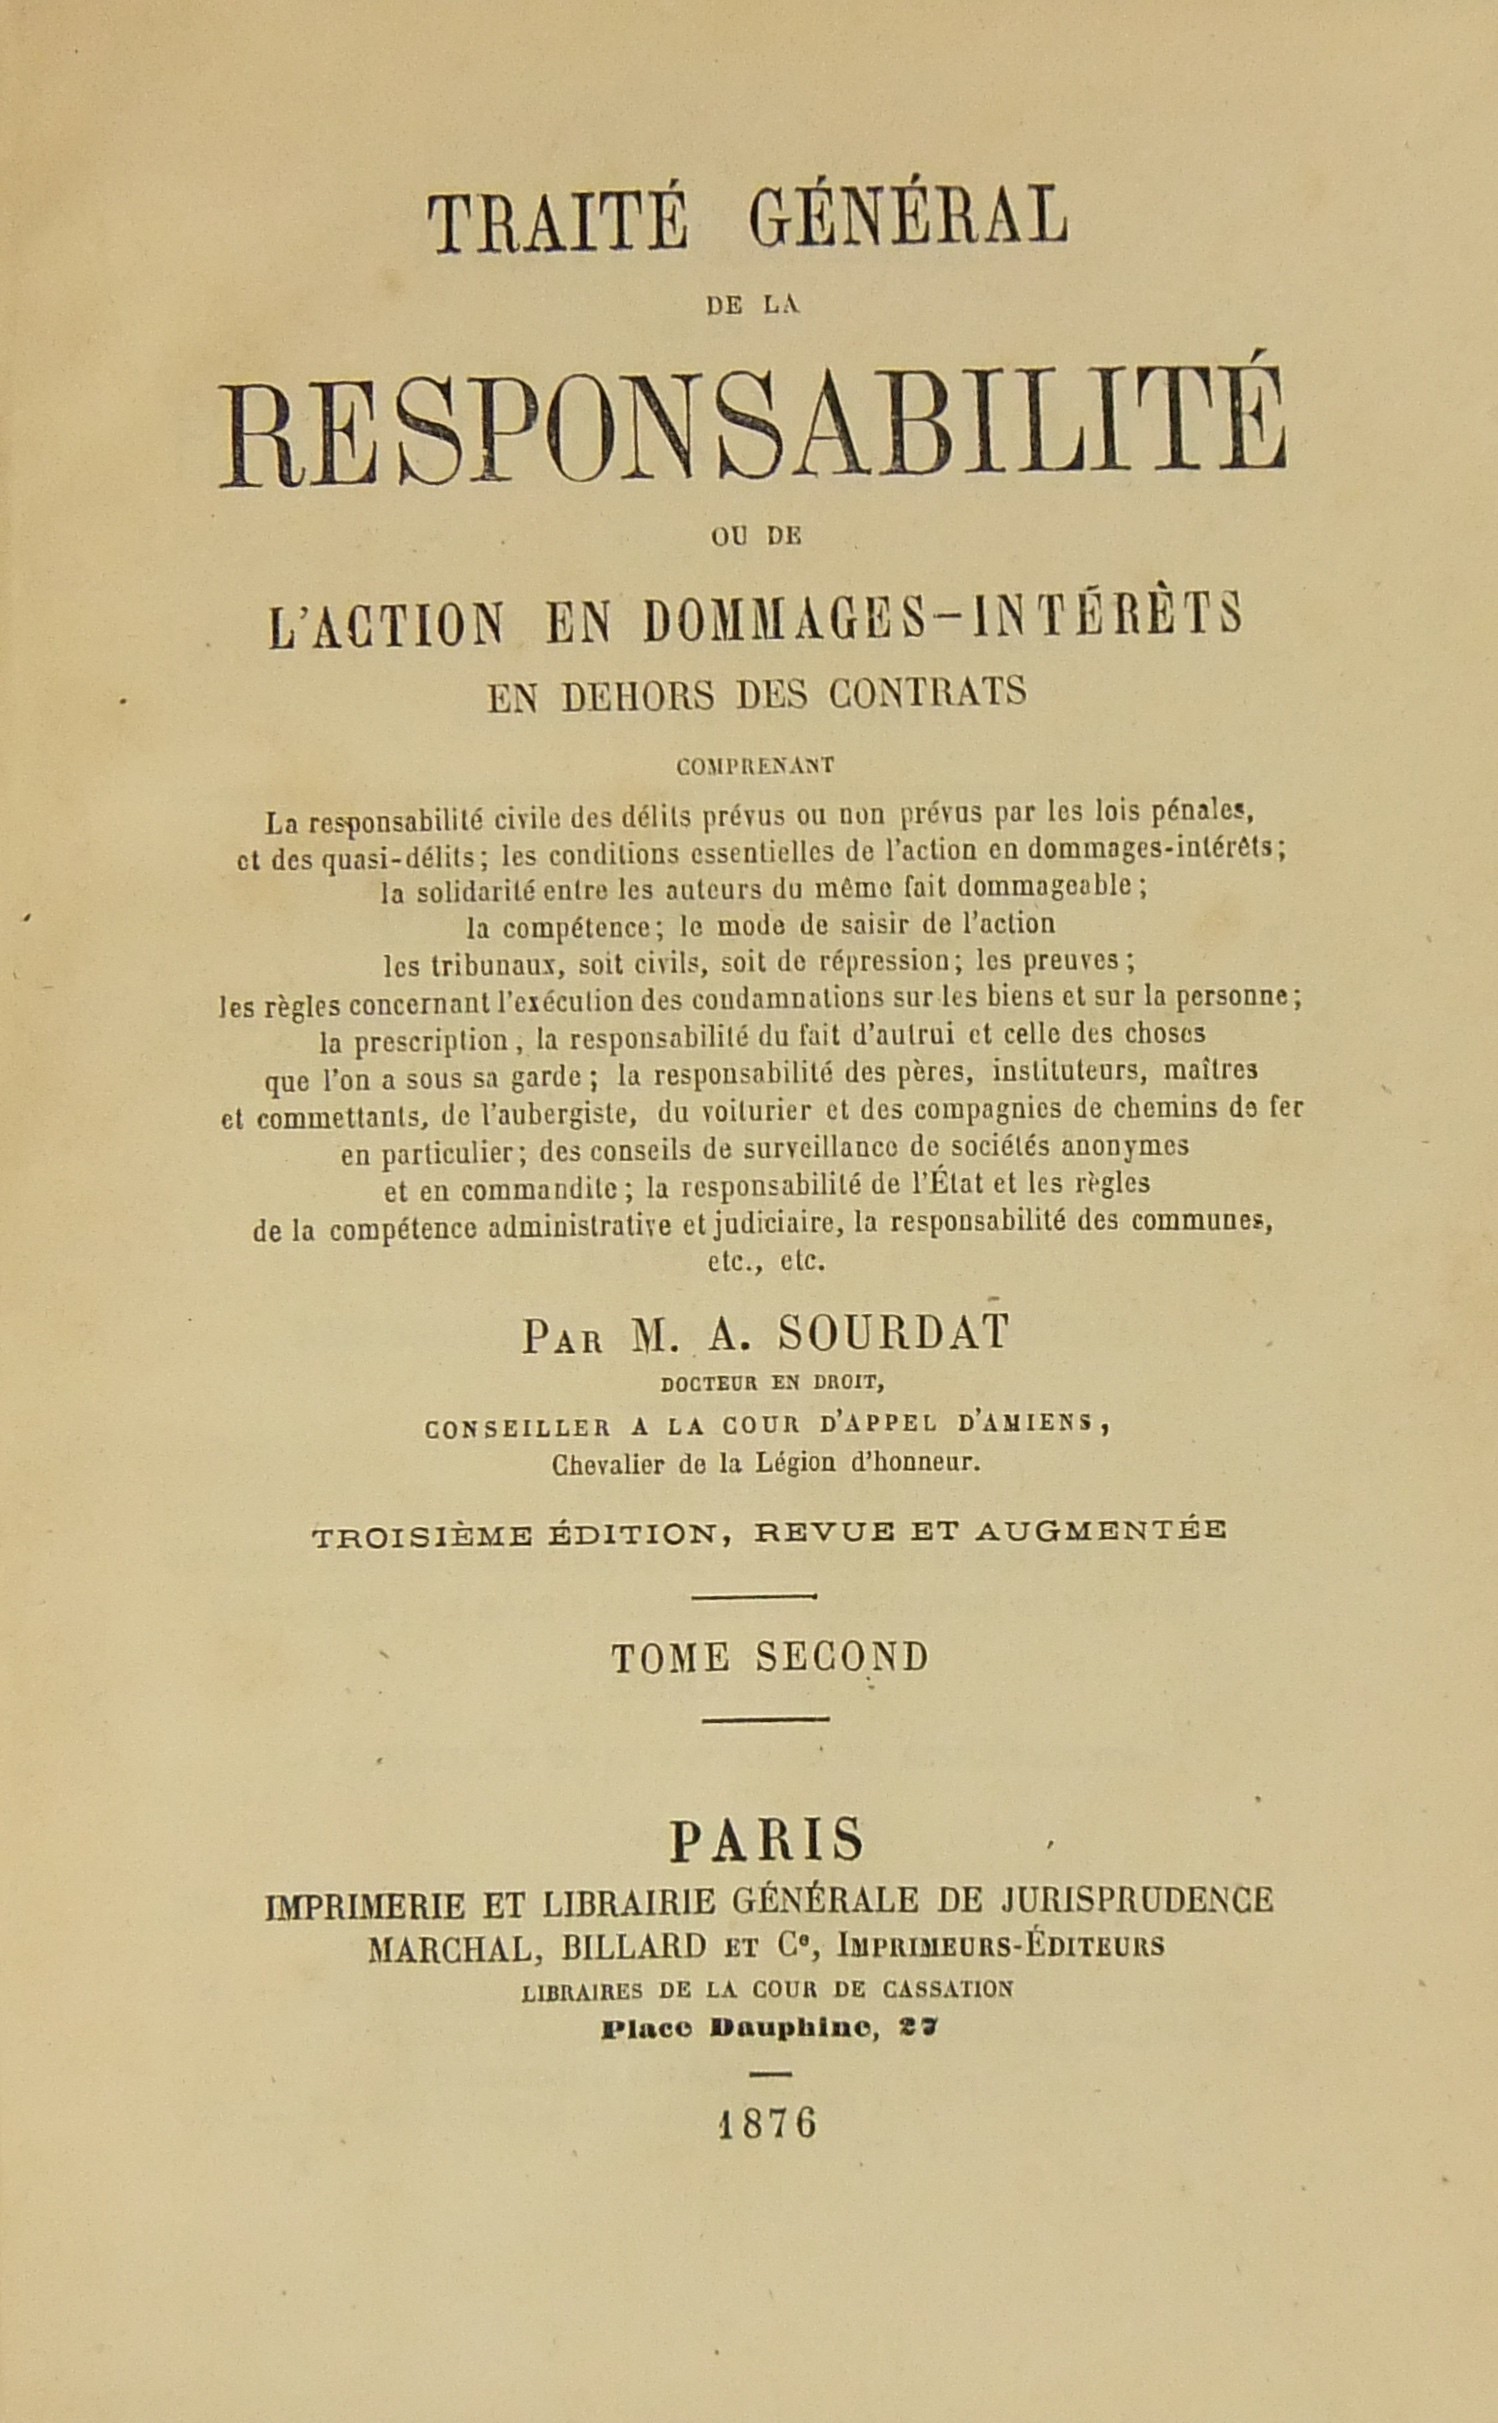 TRAITÉ GÉNÉRAL
DE LA
RESPONSABILITÉ
OU DE
L'ACTION EN DOMMAGES-INTÉRÈTS
EN DEHORS DES CONTRATS
COMPRENANT
La responsabilité civile des délits prévus ou non prévus par les lois pénales,
et des quasi-délits; les conditions essentielles de l'action en dommages-intérêts;
la solidarité entre les auteurs du même fait dommageable;
la compétence; le mode de saisir de l'action
les tribunaux, soit civils, soit de répression; les preuves;
les règles concernant l'exécution des condamnations sur les biens et sur la personne;
la prescription, la responsabilité du fait d'autrui et celle des choses
que l'on a sous sa garde; la responsabilité des pères, instituteurs, maîtres
et commettants, de l'aubergiste, du voiturier et des compagnies de chemins de fer
en particulier; des conseils de surveillance de sociétés anonymes
et en commandite; la responsabilité de l'État et les règles
de la compétence administrative et judiciaire, la responsabilité des communes,
etc., etc.
PAR M. A. SOURDAT
DOCTEUR EN DROIT,
CONSEILLER A LA COUR D'APPEL D'AMIENS,
Chevalier de la Légion d'honneur.
TROISIÈME ÉDITION, REVUE ET AUGMENTÉE
TOME SECOND
PARIS
IMPRIMERIE ET LIBRAIRIE GÉNÉRALE DE JURISPRUDENCE
MARCHAL, BILLARD ET Cᵉ, IMPRIMEURS-ÉDITEURS
LIBRAIRES DE LA COUR DE CASSATION
Place Dauphine, 27
1876